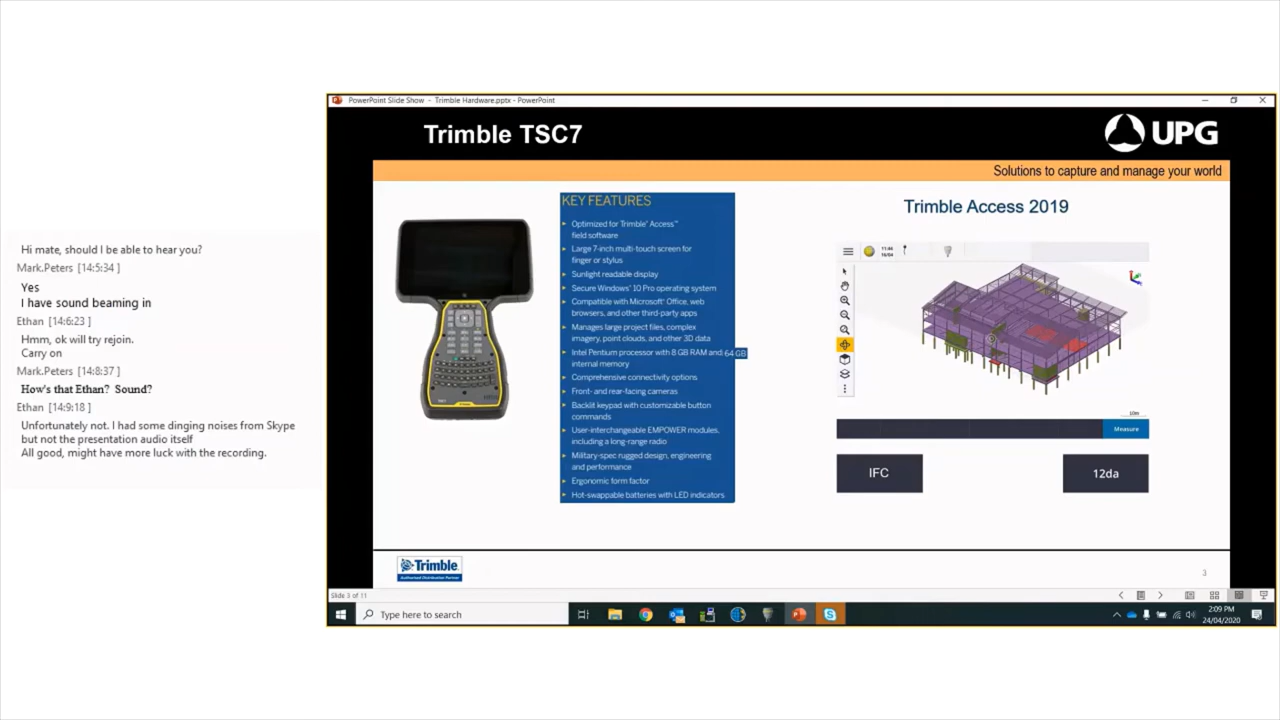 Hi mate, should I be able to hear you?
Mark.Peters [14:5:34 ]
Yes
I have sound beaming in
Ethan [14:6:23 ]
Hmm, ok will try rejoin.
Carry on
Mark.Peters [14:8:37 ]
How's that Ethan? Sound?
Ethan [14:9:18 ]
Unfortunately not. I had some dinging noises from Skype
but not the presentation audio itself
All good, might have more luck with the recording.
PowerPoint Slide Show - Trimble Hardware.pptx - PowerPoint
Trimble TSC7
UPG
Solutions to capture and manage your world
KEY FEATURES
Optimized for Trimble® Access™
field software
Large 7-inch multi-touch screen for
finger or stylus
Sunlight readable display
Secure Windows® 10 Pro operating system
Compatible with Microsoft® Office, web
browsers, and other third-party apps
Manages large project files, complex
imagery, point clouds, and other 3D data
Intel Pentium processor with 8 GB RAM and 64 GB
internal memory
Comprehensive connectivity options
Front- and rear-facing cameras
Backlit keypad with customizable button
commands
User-interchangeable EMPOWER modules,
including a long-range radio
Military-spec rugged design, engineering
and performance
Ergonomic form factor
Hot-swappable batteries with LED indicators
Trimble Access 2019
11:46
16/04
Measure
IFC
12da
Trimble.
Authorised Distribution Partner
3
Slide 3 of 11
Type here to search
2:09 PM
24/04/2020